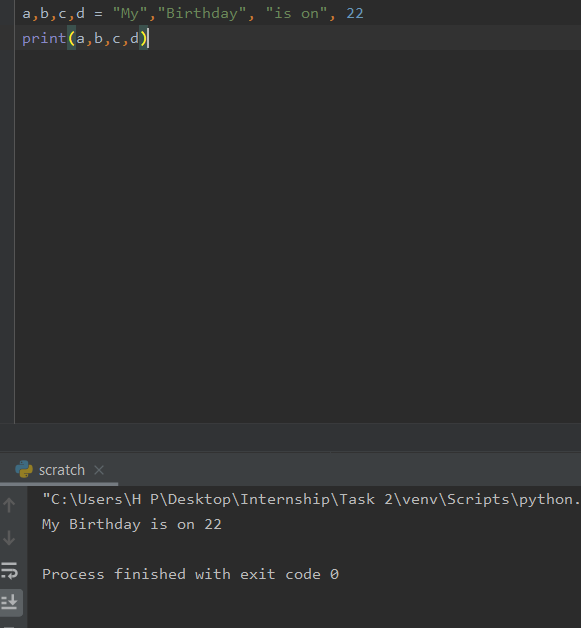 a,b,c,d = "My","Birthday", "is on", 22
print(a,b,c,d)
scratch
"C:\Users\H P\Desktop\Internship\Task 2\venv\Scripts\python.
My Birthday is on 22
Process finished with exit code 0